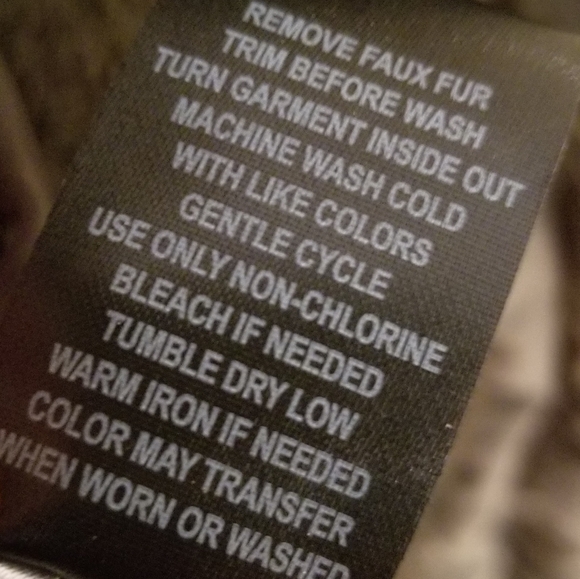 REMOVE FAUX FUR
TRIM BEFORE WASH
TURN GARMENT INSIDE OUT
MACHINE WASH COLD
WITH LIKE COLORS
GENTLE CYCLE
USE ONLY NON-CHLORINE
BLEACH IF NEEDED
TUMBLE DRY LOW
WARM IRON IF NEEDED
COLOR MAY TRANSFER
WHEN WORN OR WASHED